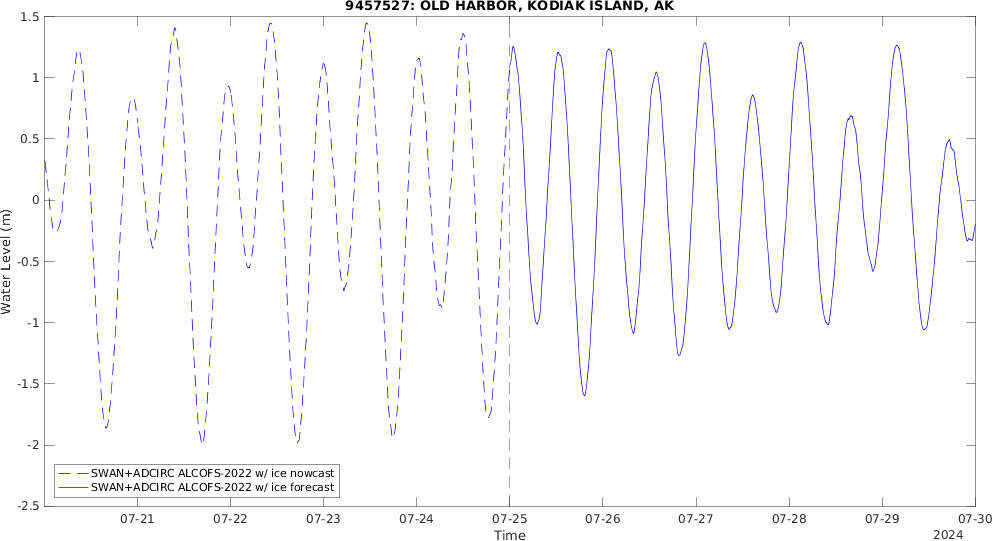 9457527: OLD HARBOR, KODIAK ISLAND, AK
1.5
1
0.5
0
-0.5
-1
-1.5
-2
-2.5
Water Level (m)
SWAN+ADCIRC ALCOFS-2022 w/ ice nowcast
SWAN+ADCIRC ALCOFS-2022 w/ ice forecast
07-21 07-22 07-23 07-24 07-25 07-26 07-27 07-28 07-29 07-30
Time
2024